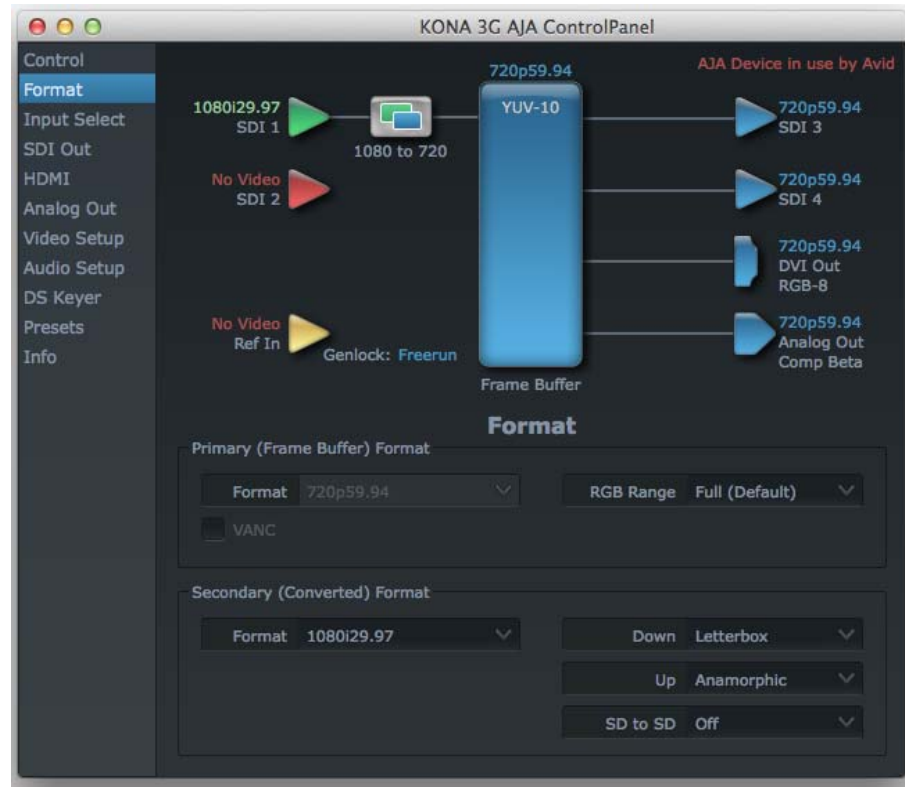 KONA 3G AJA ControlPanel
Control
Format
Input Select
SDI Out
HDMI
Analog Out
Video Setup
Audio Setup
DS Keyer
Presets
Info
AJA Device in use by Avid
720p59.94
YUV-10
Frame Buffer
1080i29.97
SDI 1
1080 to 720
No Video
SDI 2
No Video
Ref In
Genlock: Freerun
720p59.94
SDI 3
720p59.94
SDI 4
720p59.94
DVI Out
RGB-8
720p59.94
Analog Out
Comp Beta
Format
Primary (Frame Buffer) Format
Format 720p59.94
RGB Range Full (Default)
VANC
Secondary (Converted) Format
Format 1080i29.97
Down Letterbox
Up Anamorphic
SD to SD Off